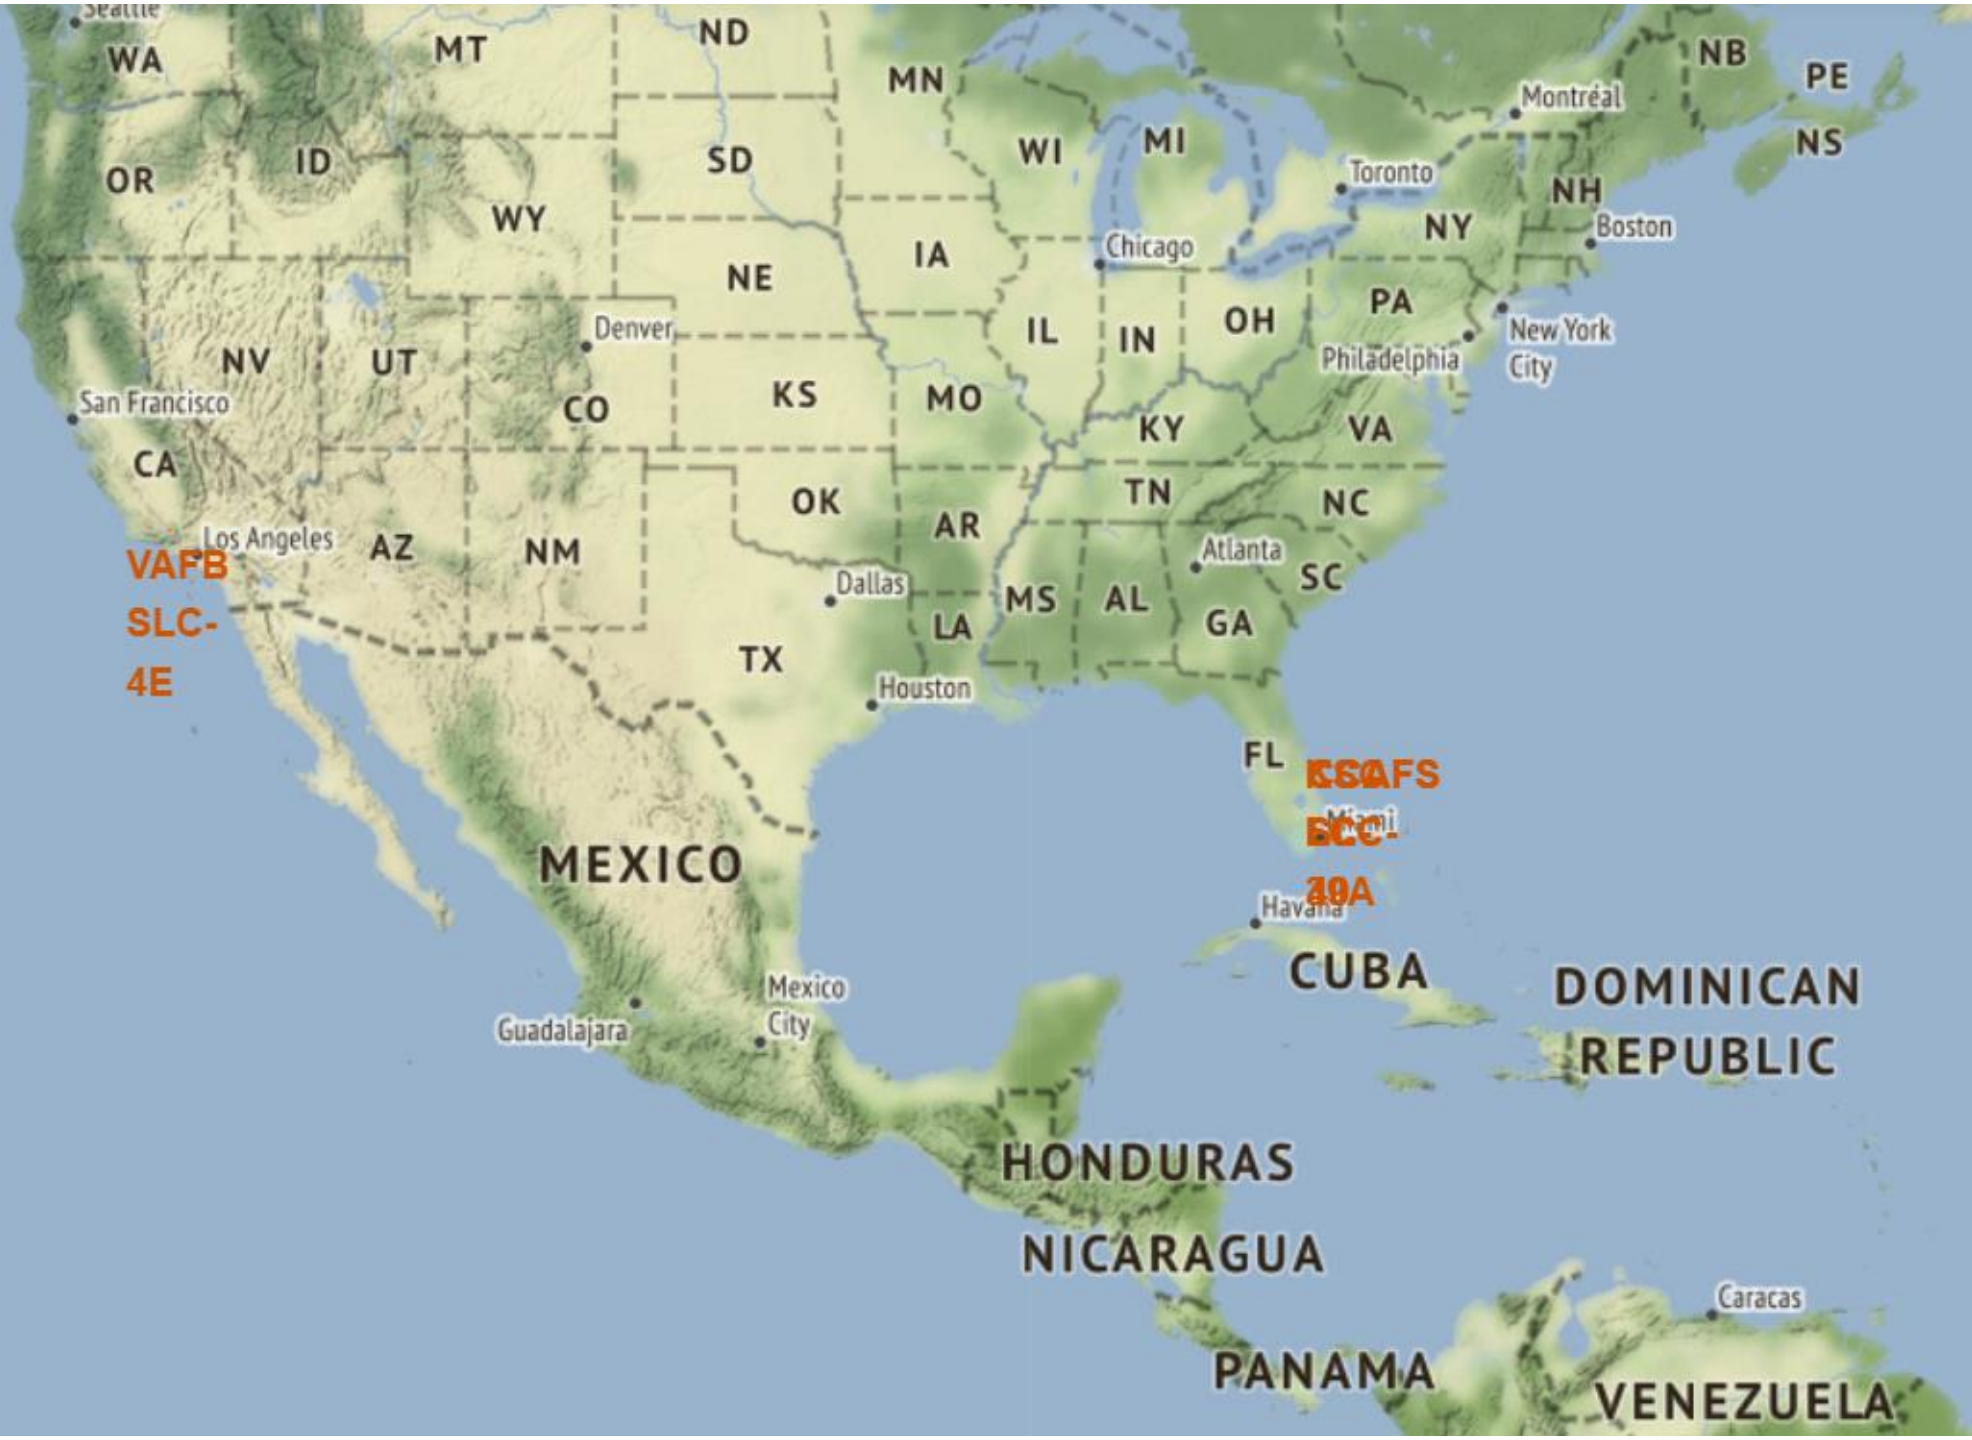 Seattle
WA
MT
ND
MN
NB
PE
Montréal
NS
OR
ID
SD
WI
MI
Toronto
NH
WY
NY
Boston
IA
Chicago
NE
PA
OH
IL
IN
Denver
New York
City
Philadelphia
NV
UT
San Francisco
CO
KS
MO
KY
VA
CA
TN
NC
OK
AR
Los Angeles
AZ
NM
Atlanta
SC
VAFB
SLC-
4E
Dallas
MS
AL
GA
LA
TX
Houston
FL
Miami
MEXICO
Havana
CUBA
DOMINICAN
REPUBLIC
Mexico
City
Guadalajara
HONDURAS
NICARAGUA
Caracas
PANAMA
VENEZUELA